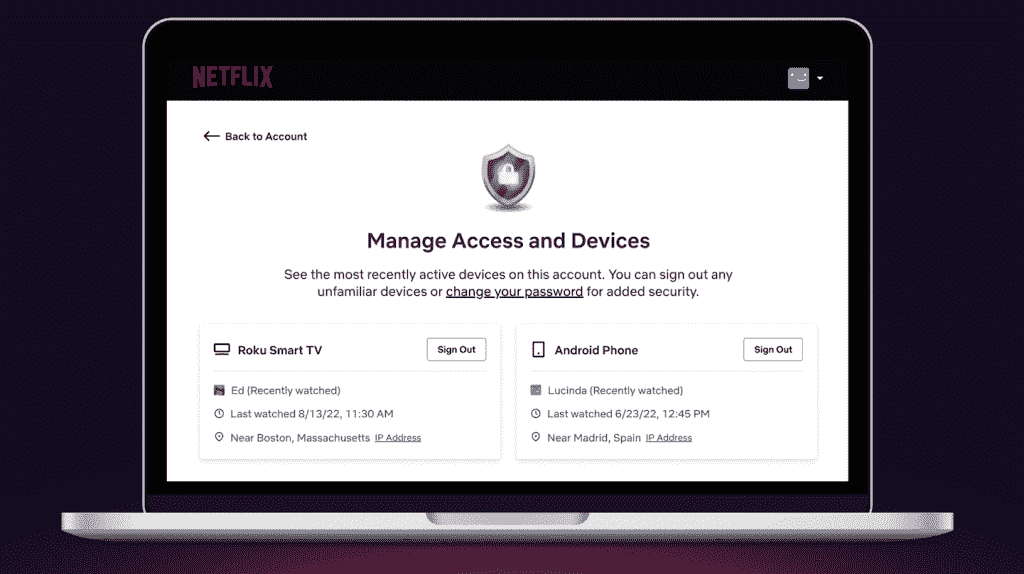 NETFLIX
Back to Account
Manage Access and Devices
See the most recently active devices on this account. You can sign out any
unfamiliar devices or change your password for added security.
Roku Smart TV
Sign Out
Ed (Recently watched)
Last watched 8/13/22, 11:30 AM
Near Boston, Massachusetts IP Address
Android Phone
Sign Out
Lucinda (Recently watched)
Last watched 6/23/22, 12:45 PM
Near Madrid, Spain IP Address